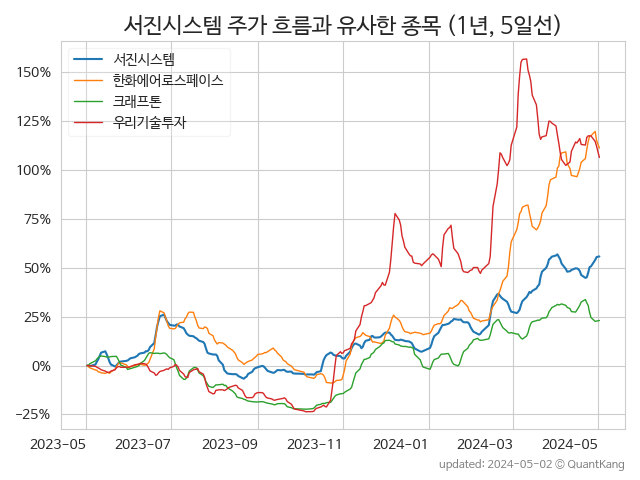 서진시스템 주가 흐름과 유사한 종목 (1년, 5일선)
서진시스템
한화에어로스페이스
크래프톤
우리기술투자
150%
125%
100%
75%
50%
25%
0%
−25%
2023-05 2023-07 2023-09 2023-11 2024-01 2024-03 2024-05
updated: 2024-05-02 © QuantKang